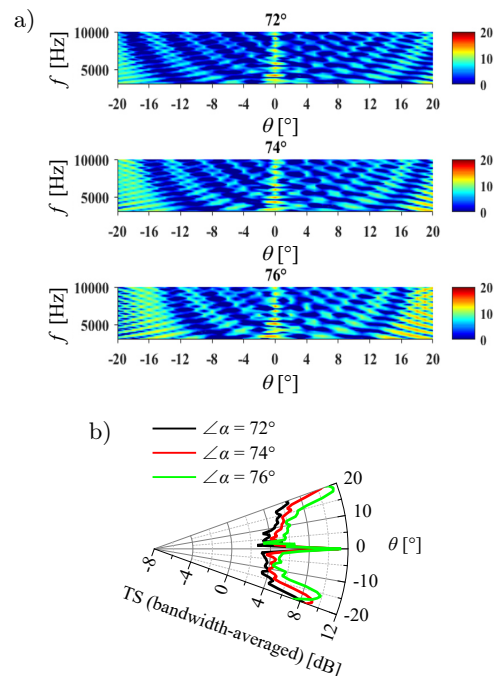 a)
72°
f [Hz]
10000
5000
-20 -16 -12 -8 -4 0 4 8 12 16 20
θ [°]
20
10
0
74°
f [Hz]
10000
5000
-20 -16 -12 -8 -4 0 4 8 12 16 20
θ [°]
20
10
0
76°
f [Hz]
10000
5000
-20 -16 -12 -8 -4 0 4 8 12 16 20
θ [°]
20
10
0
b)
∠α = 72°
∠α = 74°
∠α = 76°
20
10
0
-10
-20
θ [°]
-8 -4 0 4 8 12
TS (bandwidth-averaged) [dB]